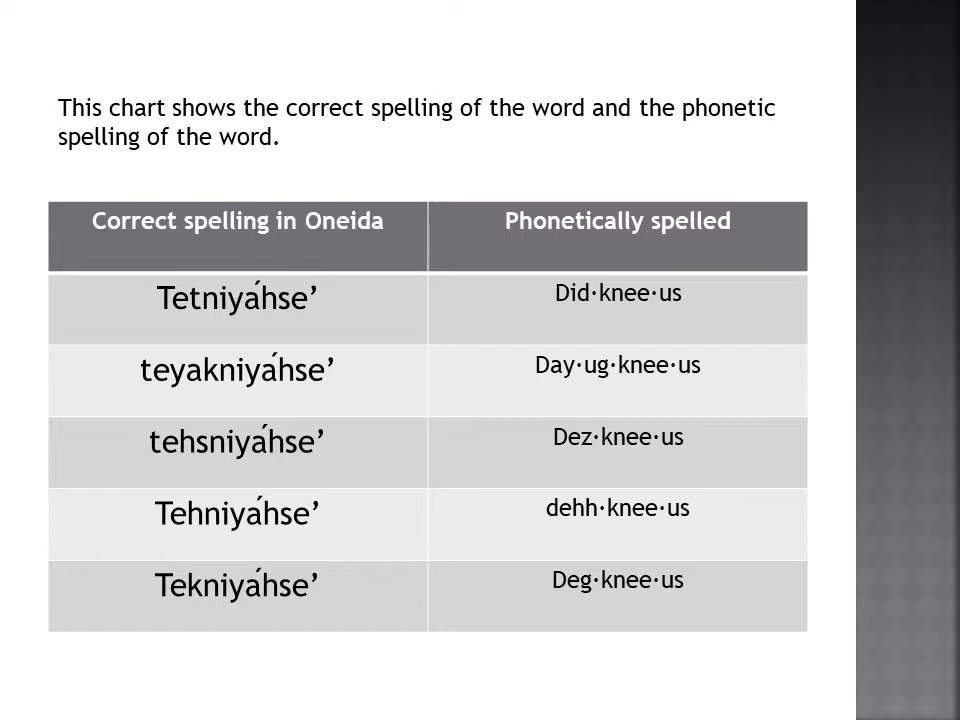 This chart shows the correct spelling of the word and the phonetic
spelling of the word.
Correct spelling in Oneida Phonetically spelled
Tetniyáhse’ Did·knee·us
teyakniyáhse’ Day·ug·knee·us
tehsniyáhse’ Dez·knee·us
Tehniyáhse’ dehh·knee·us
Tekniyáhse’ Deg·knee·us